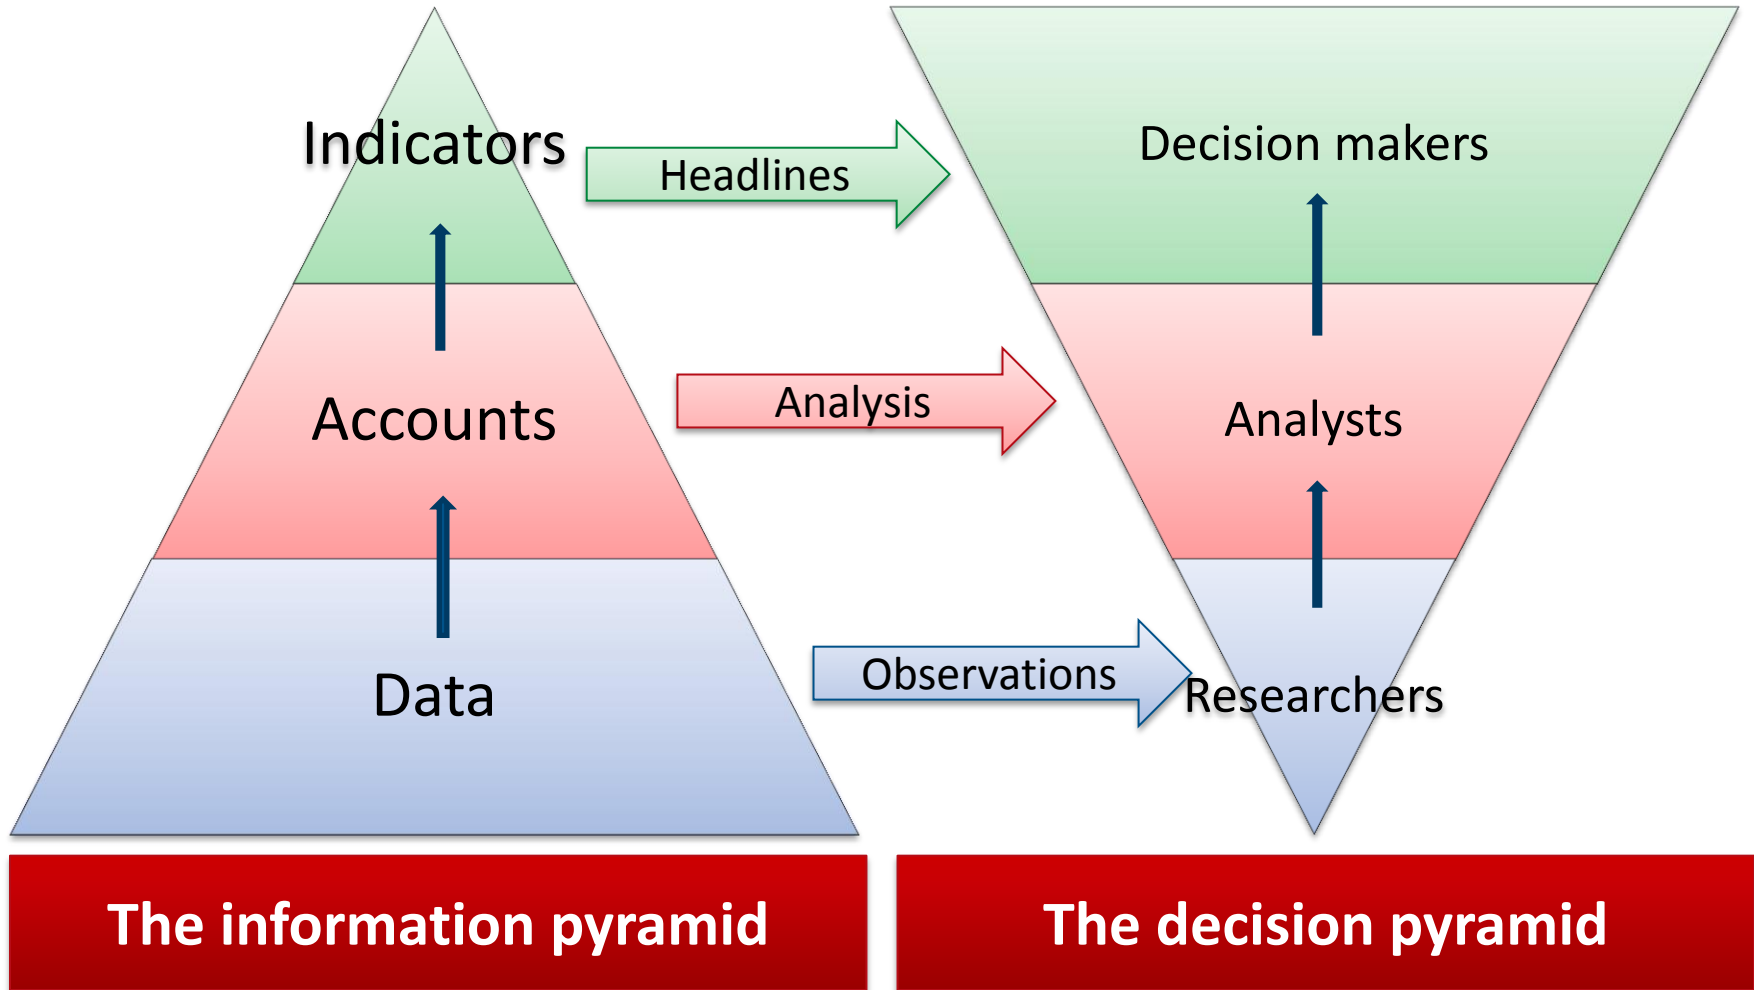 Indicators
Headlines
Decision makers
Accounts
Analysis
Analysts
Data
Observations
Researchers
The information pyramid
The decision pyramid